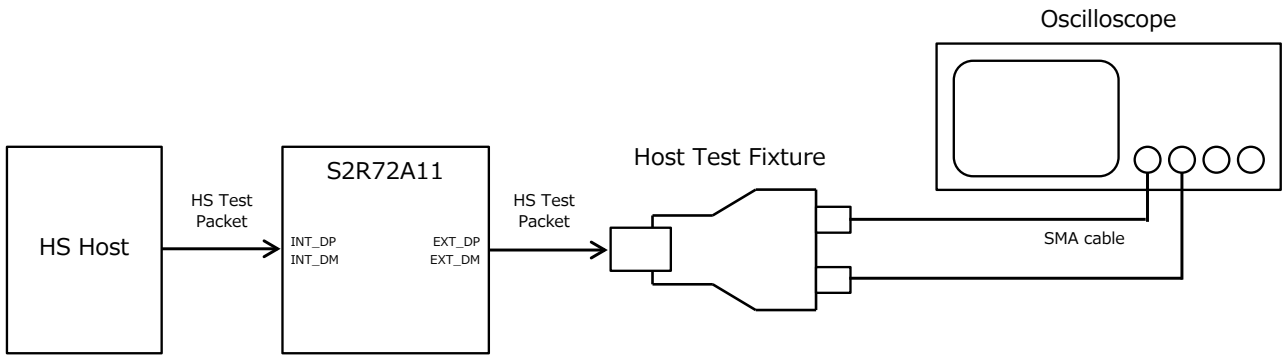 Oscilloscope
Host Test Fixture
S2R72A11
HS Test
Packet
HS Test
Packet
HS Host
INT_DP
INT_DM
EXT_DP
EXT_DM
SMA cable